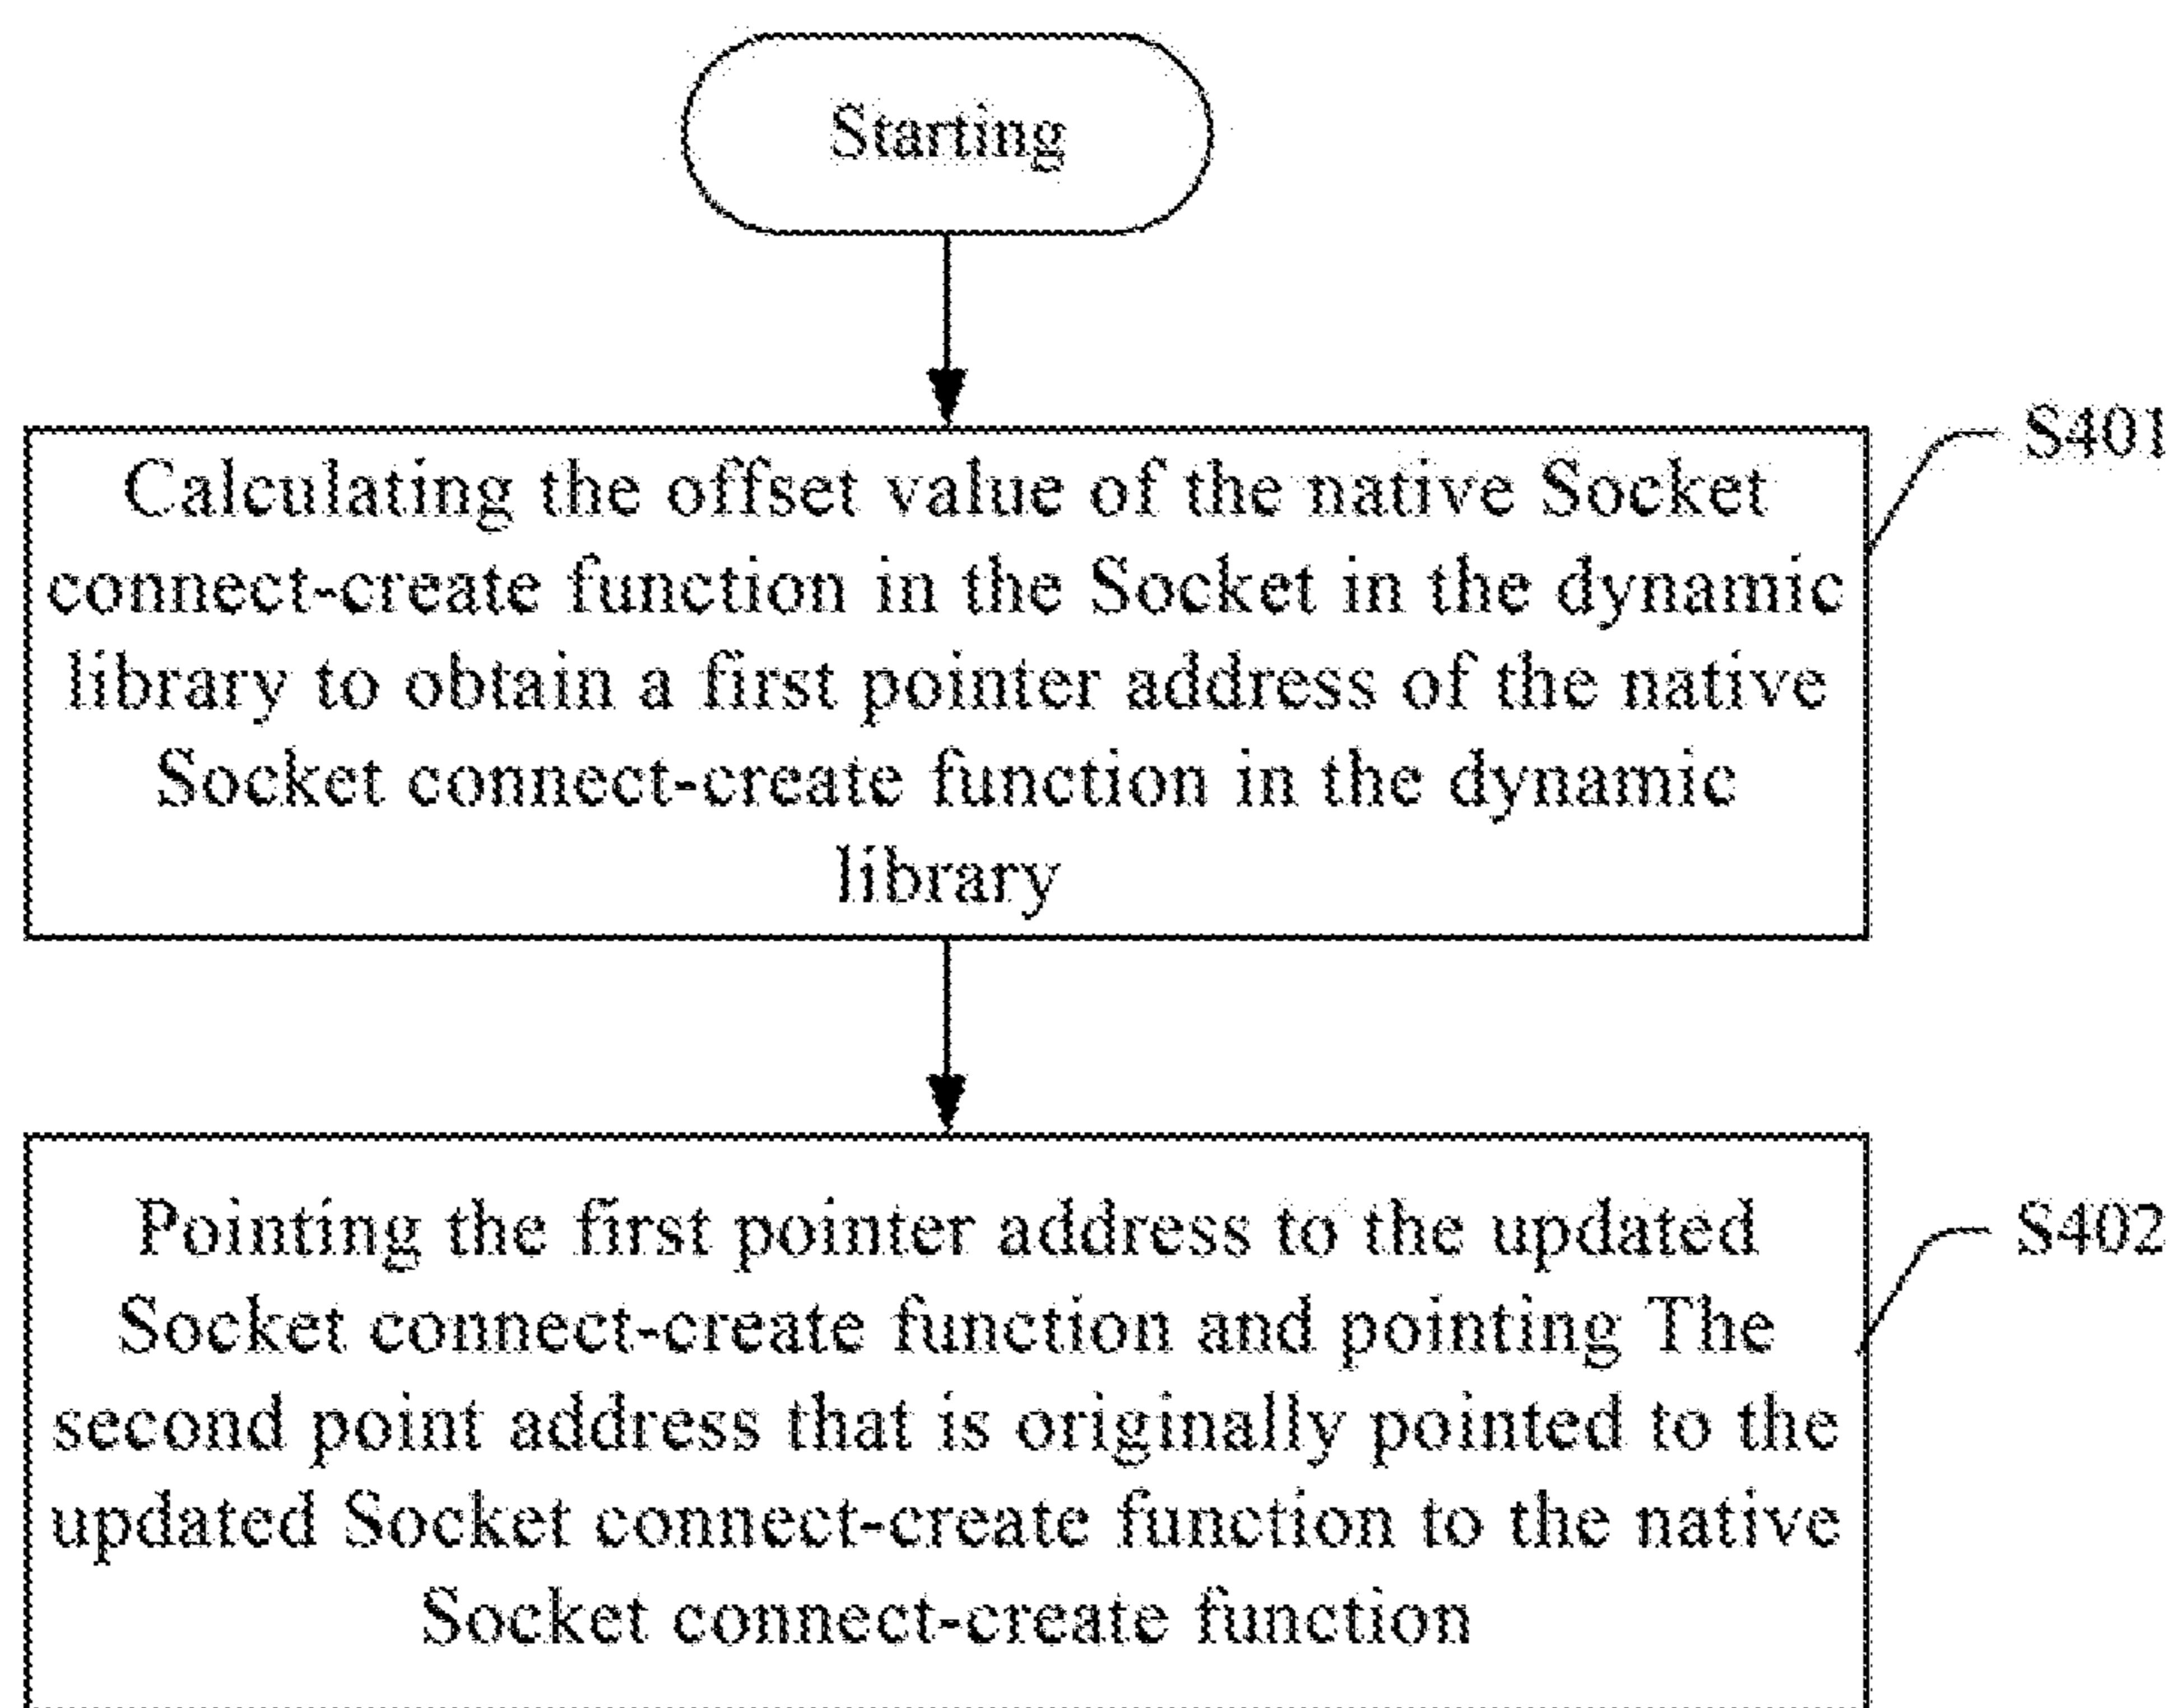 Starting
S401
Calculating the offset value of the native Socket
connect-create function in the Socket in the dynamic
library to obtain a first pointer address of the native
Socket connect-create function in the dynamic
library
S402
Pointing the first pointer address to the updated
Socket connect-create function and pointing The
second point address that is originally pointed to the
updated Socket connect-create function to the native
Socket connect-create function